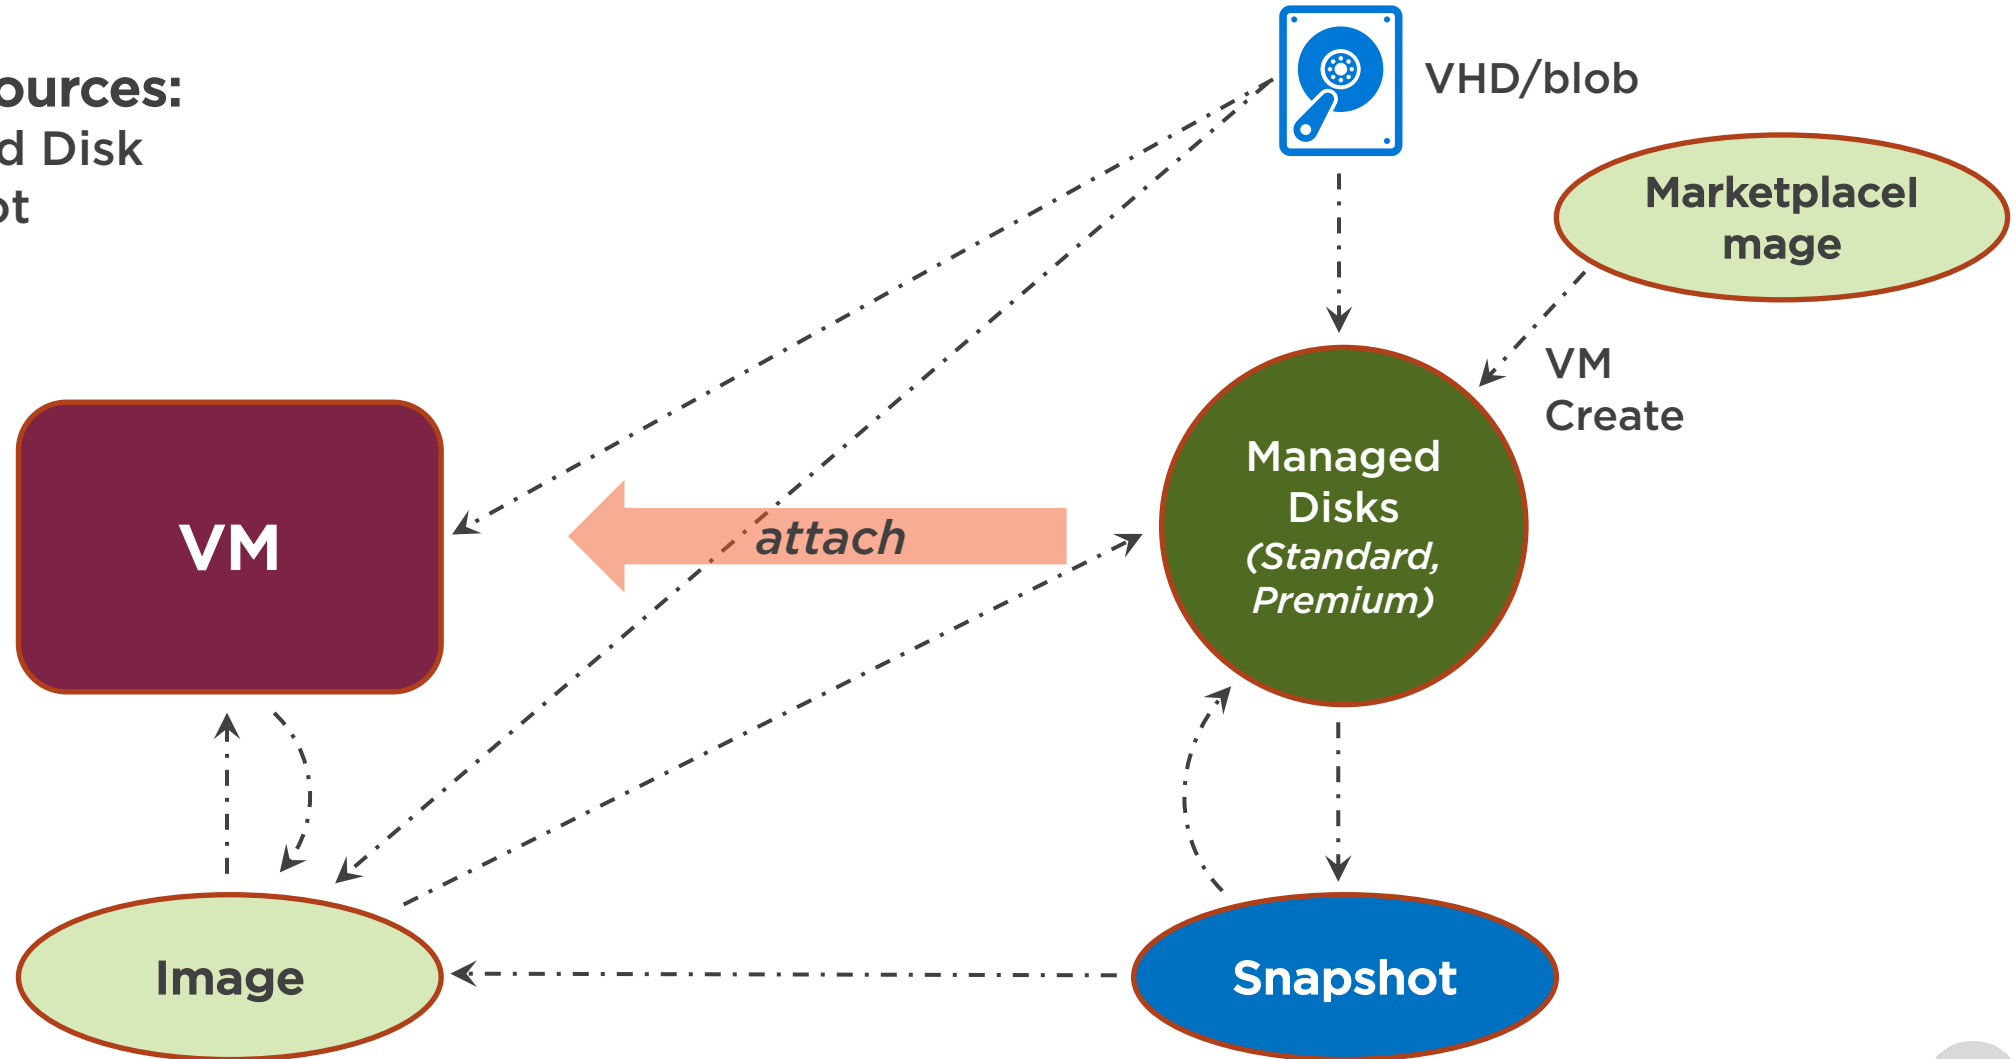 ources:
d Disk
ot
VHD/blob
Marketplacel
mage
VM
Create
Managed
Disks
(Standard,
Premium)
VM
attach
Image
Snapshot